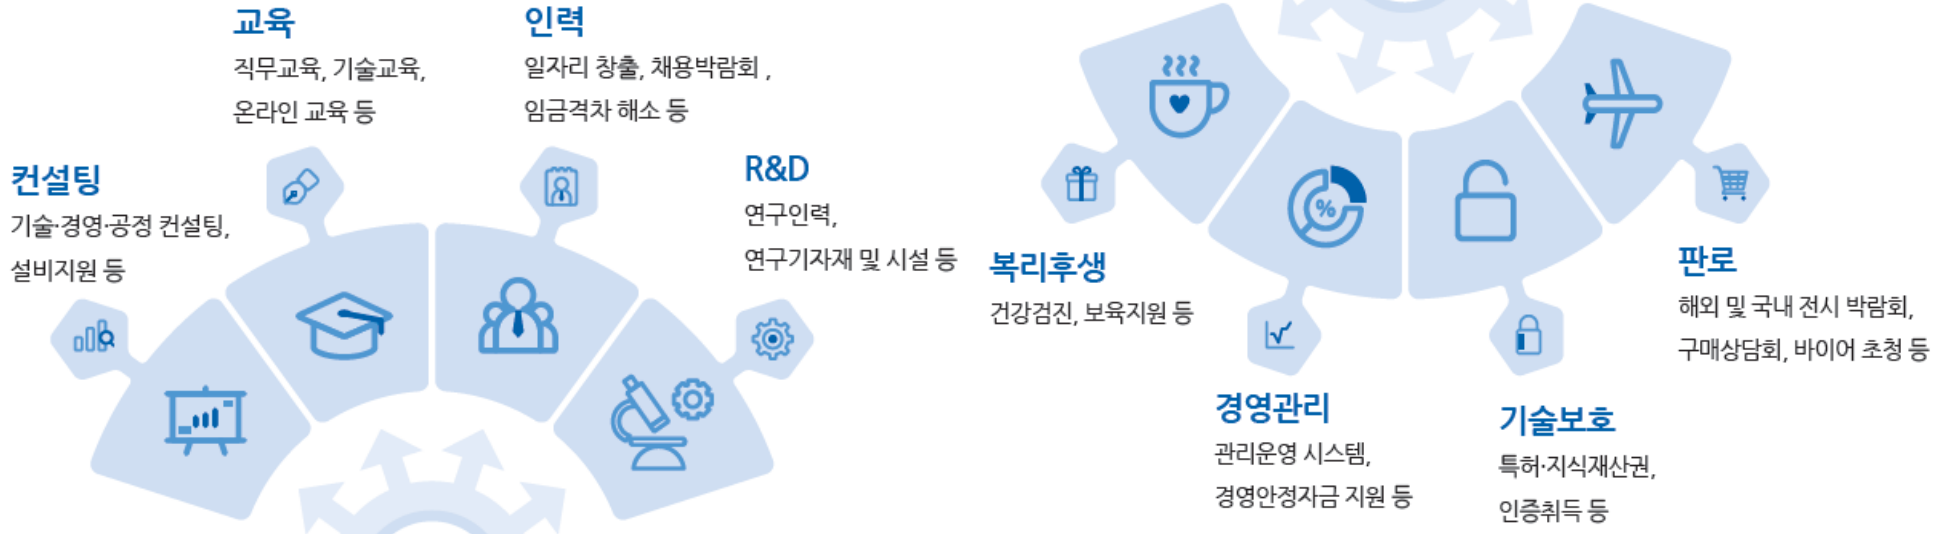 교육
직무교육, 기술교육,
온라인 교육 등
인력
일자리 창출, 채용박람회 ,
임금격차 해소 등
컨설팅
기술·경영·공정 컨설팅,
설비지원 등
R&D
연구인력,
연구기자재 및 시설 등
복리후생
건강검진, 보육지원 등
%
경영관리
관리운영 시스템,
경영안정자금 지원 등
기술보호
특허·지식재산권,
인증취득 등
판로
해외 및 국내 전시 박람회,
구매상담회, 바이어 초청 등